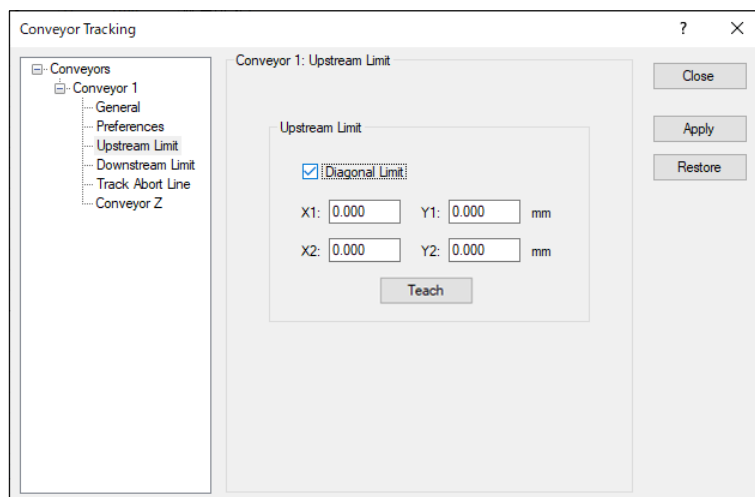 Conveyor Tracking
?
Conveyors
Conveyor 1
General
Preferences
Upstream Limit
Downstream Limit
Track Abort Line
Conveyor Z
Conveyor 1: Upstream Limit
Upstream Limit
Diagonal Limit
X1: 0.000 Y1: 0.000 mm
X2: 0.000 Y2: 0.000 mm
Teach
Close
Apply
Restore